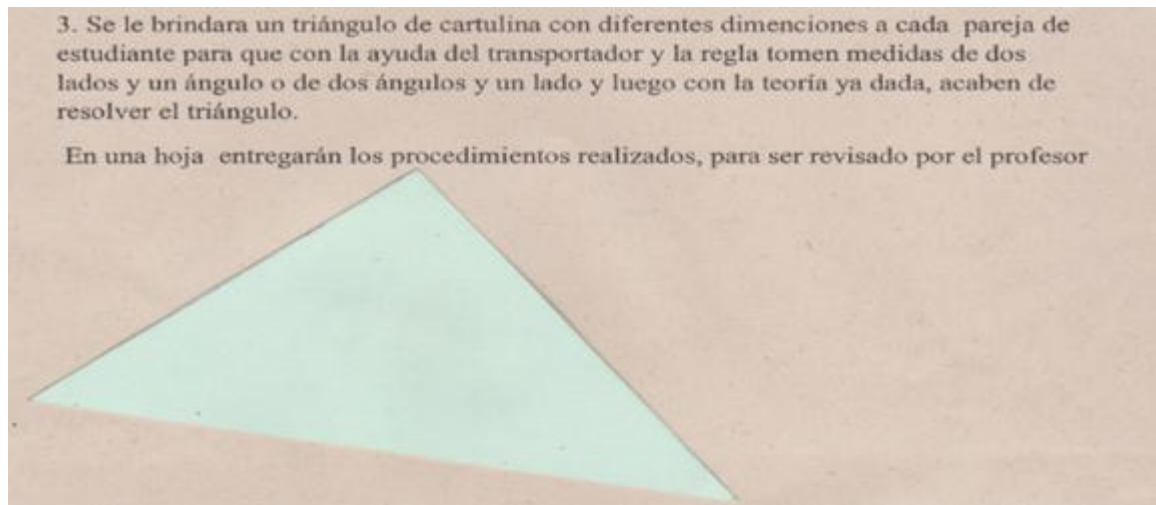 3. Se le brindara un triángulo de cartulina con diferentes dimenciones a cada pareja de
estudiante para que con la ayuda del transportador y la regla tomen medidas de dos
lados y un ángulo o de dos ángulos y un lado y luego con la teoría ya dada, acaben de
resolver el triángulo.
En una hoja entregarán los procedimientos realizados, para ser revisado por el profesor